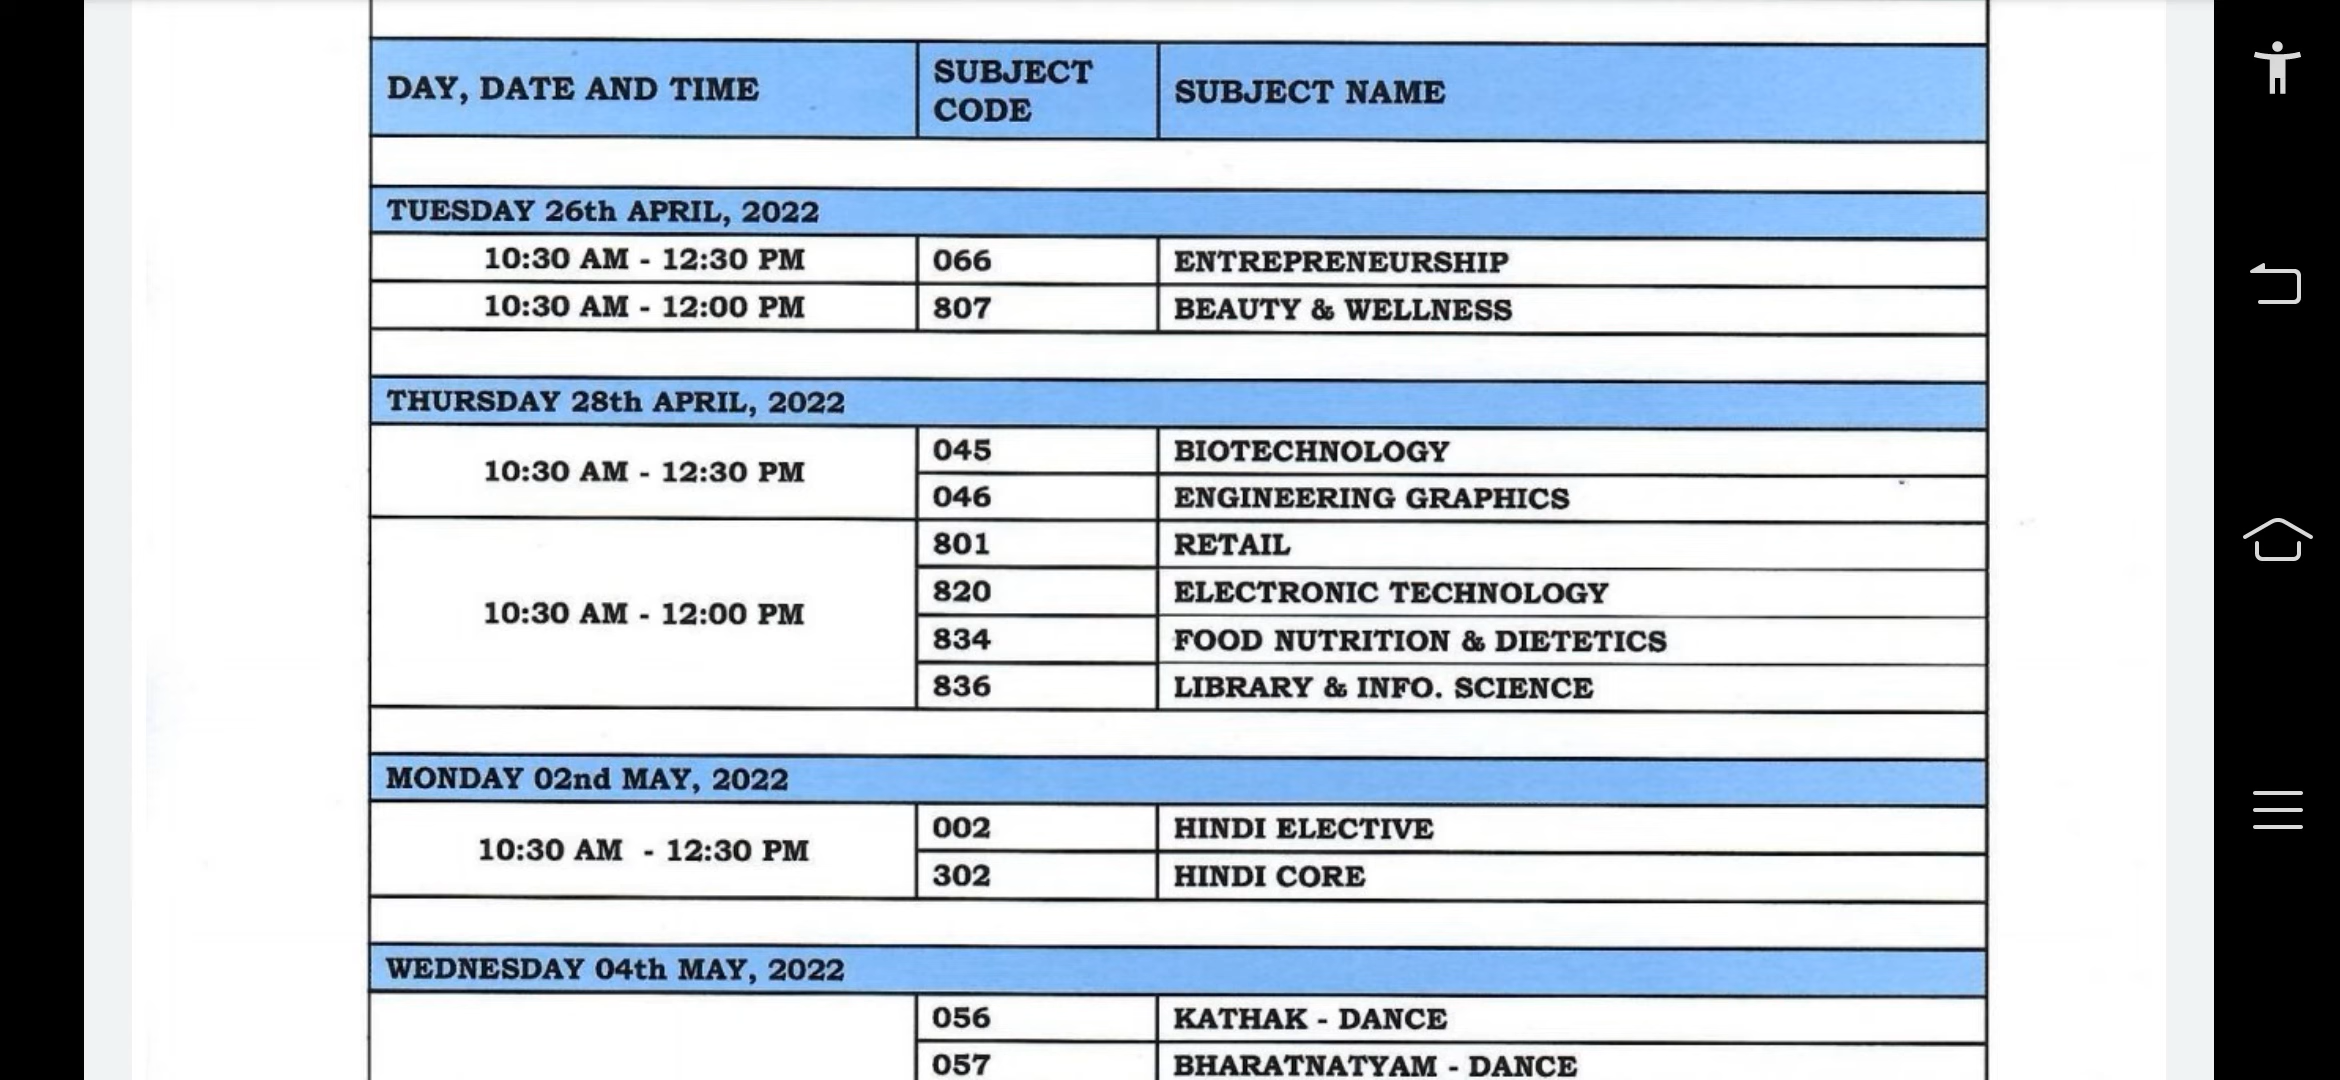 DAY, DATE AND TIME
SUBJECT CODE
SUBJECT NAME
TUESDAY 26th APRIL, 2022
10:30 AM - 12:30 PM 066 ENTREPRENEURSHIP
10:30 AM - 12:00 PM 807 BEAUTY & WELLNESS
THURSDAY 28th APRIL, 2022
10:30 AM - 12:30 PM
045 BIOTECHNOLOGY
046 ENGINEERING GRAPHICS
10:30 AM - 12:00 PM
801 RETAIL
820 ELECTRONIC TECHNOLOGY
834 FOOD NUTRITION & DIETETICS
836 LIBRARY & INFO. SCIENCE
MONDAY 02nd MAY, 2022
10:30 AM - 12:30 PM
002 HINDI ELECTIVE
302 HINDI CORE
WEDNESDAY 04th MAY, 2022
056 KATHAK - DANCE
057 BHARATNATYAM - DANCE